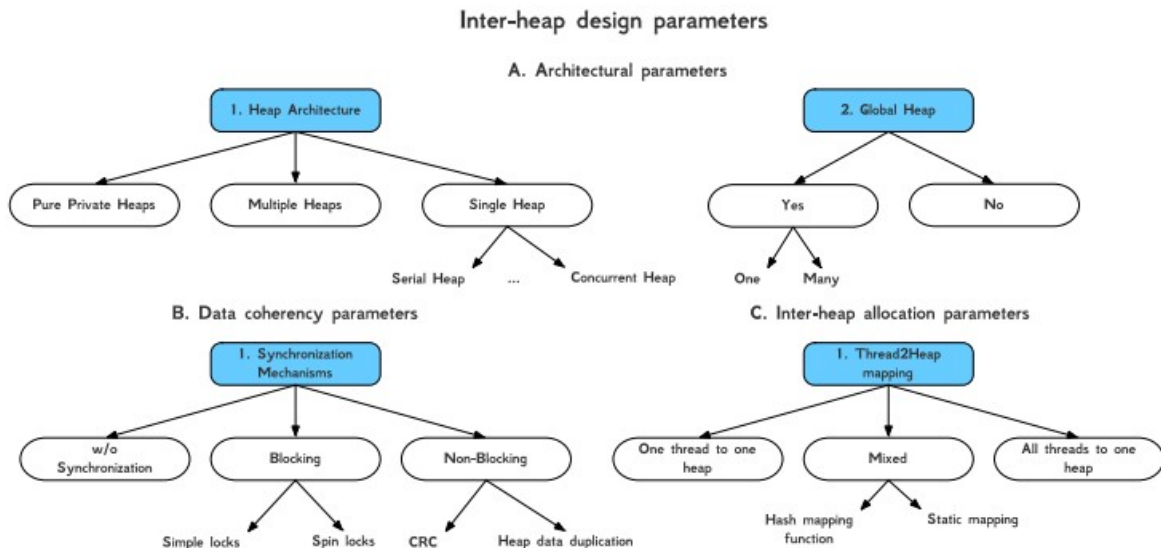 Inter-heap design parameters
A. Architectural parameters
1. Heap Architecture
2. Global Heap
Pure Private Heaps
Multiple Heaps
Single Heap
Yes
No
Serial Heap
...
Concurrent Heap
One
Many
B. Data coherency parameters
C. Inter-heap allocation parameters
1. Synchronization
Mechanisms
1. Thread2Heap
mapping
w/o
Synchronization
Blocking
Non-Blocking
One thread to one
heap
Mixed
All threads to one
heap
Simple locks
Spin locks
CRC
Heap data duplication
Hash mapping
function
Static mapping